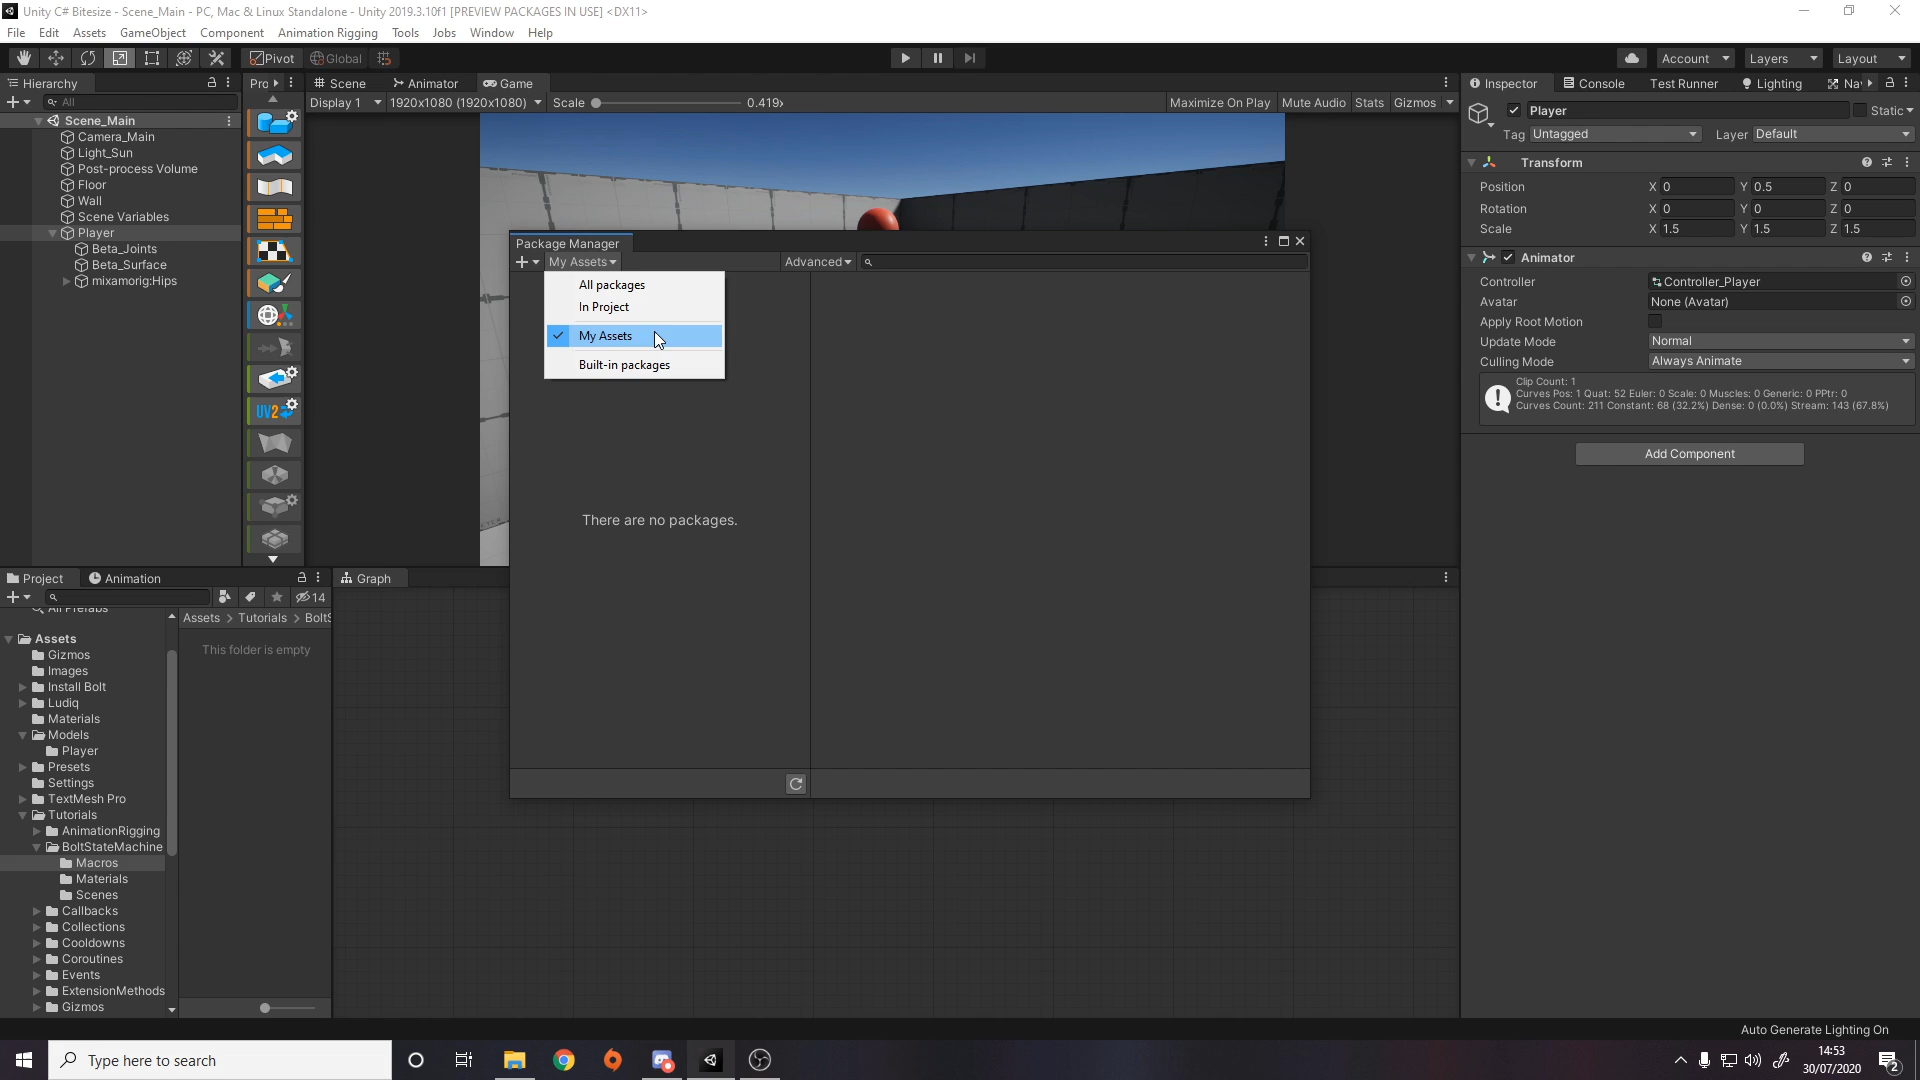 Unity C# Bitesize - Scene_Main - PC, Mac & Linux Standalone - Unity 2019.3.10f1 [PREVIEW PACKAGES IN USE] <DX11>
File Edit Assets GameObject Component Animation Rigging Tools Jobs Window Help
Pivot Global Account Layers Layout
Hierarchy
All
Scene_Main
Camera_Main
Light_Sun
Post-process Volume
Floor
Wall
Scene Variables
Player
Beta_Joints
Beta_Surface
mixamorig:Hips
Pro
UV2
Scene Animator Game
Display 1 1920x1080 (1920x1080) Scale 0.419x Maximize On Play Mute Audio Stats Gizmos
Package Manager
My Assets Advanced
All packages
In Project
My Assets
Built-in packages
There are no packages.
Inspector Console Test Runner Lighting Na
Player Static
Tag Untagged Layer Default
Transform
Position X 0 Y 0.5 Z 0
Rotation X 0 Y 0 Z 0
Scale X 1.5 Y 1.5 Z 1.5
Animator
Controller Controller_Player
Avatar None (Avatar)
Apply Root Motion
Update Mode Normal
Culling Mode Always Animate
Clip Count: 1
Curves Pos: 1 Quat: 52 Euler: 0 Scale: 0 Muscles: 0 Generic: 0 PPtr: 0
Curves Count: 211 Constant: 68 (32.2%) Dense: 0 (0.0%) Stream: 143 (67.8%)
Add Component
Project Animation
14
All Prefabs
Assets
Gizmos
Images
Install Bolt
Ludiq
Materials
Models
Player
Presets
Settings
TextMesh Pro
Tutorials
AnimationRigging
BoltStateMachine
Macros
Materials
Scenes
Callbacks
Collections
Cooldowns
Coroutines
Events
ExtensionMethods
Gizmos
Assets > Tutorials > BoltS
This folder is empty
Graph
Auto Generate Lighting On
Type here to search
14:53
30/07/2020
2